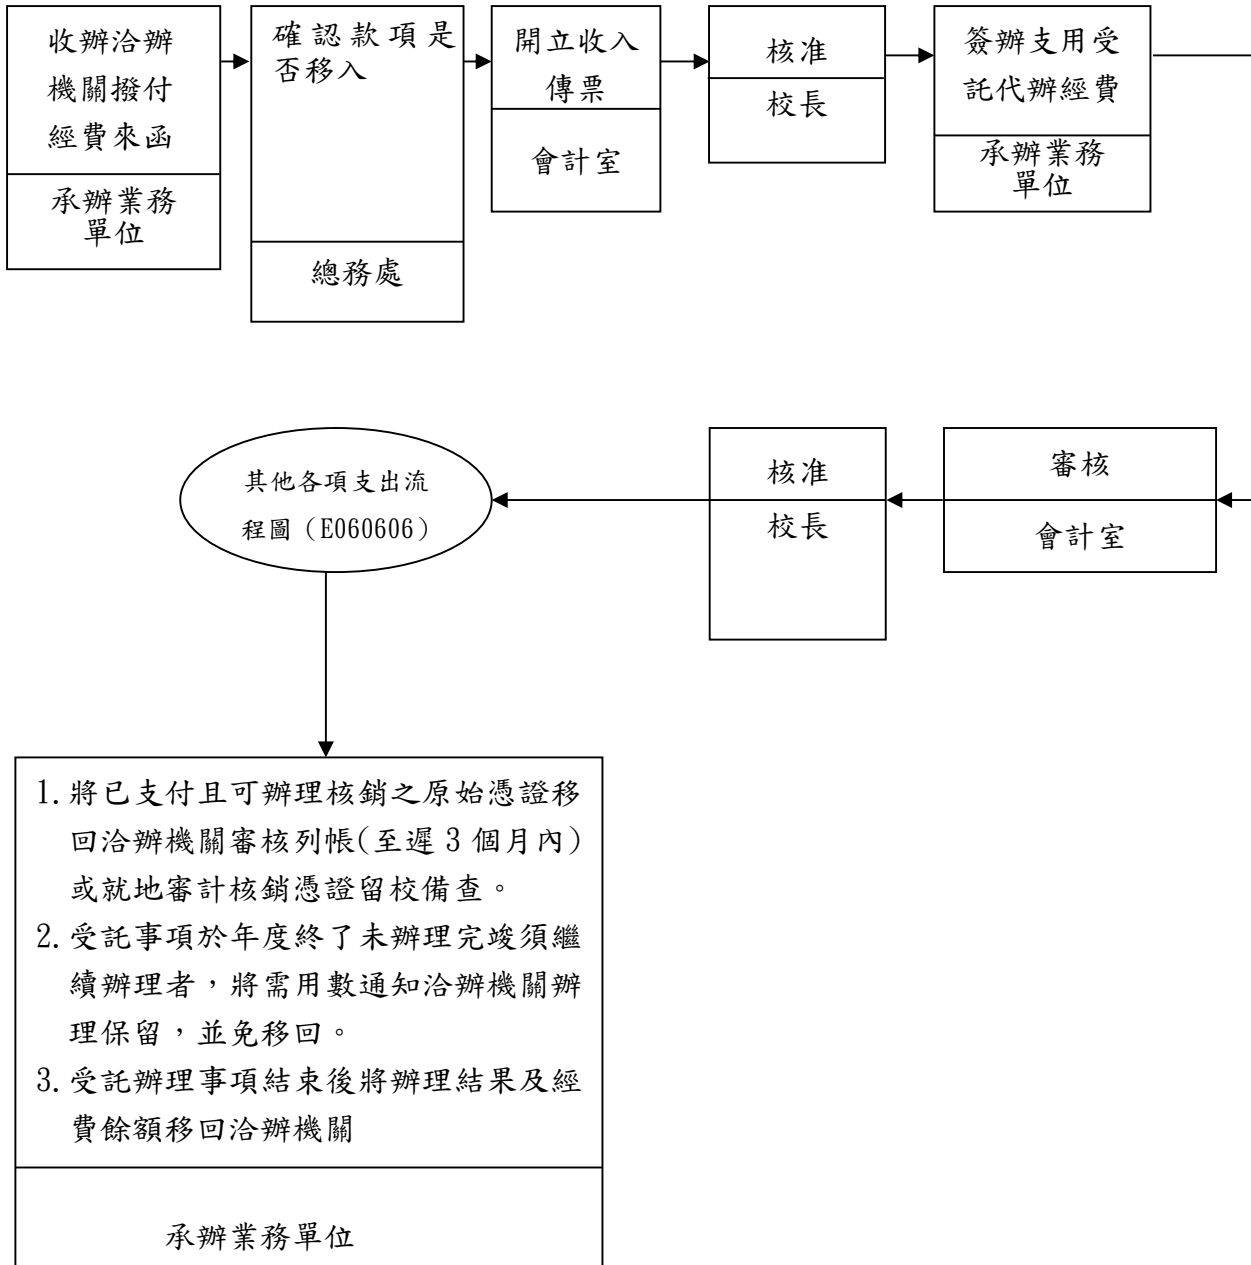 收辦洽辦
機關撥付
經費來函
承辦業務
單位
確認款項是
否移入
總務處
開立收入
傳票
會計室
核准
校長
簽辦支用受
託代辦經費
承辦業務
單位
審核
會計室
核准
校長
其他各項支出流
程圖（E060606）
1. 將已支付且可辦理核銷之原始憑證移
回洽辦機關審核列帳(至遲 3 個月內)
或就地審計核銷憑證留校備查。
2. 受託事項於年度終了未辦理完竣須繼
續辦理者，將需用數通知洽辦機關辦
理保留，並免移回。
3. 受託辦理事項結束後將辦理結果及經
費餘額移回洽辦機關
承辦業務單位